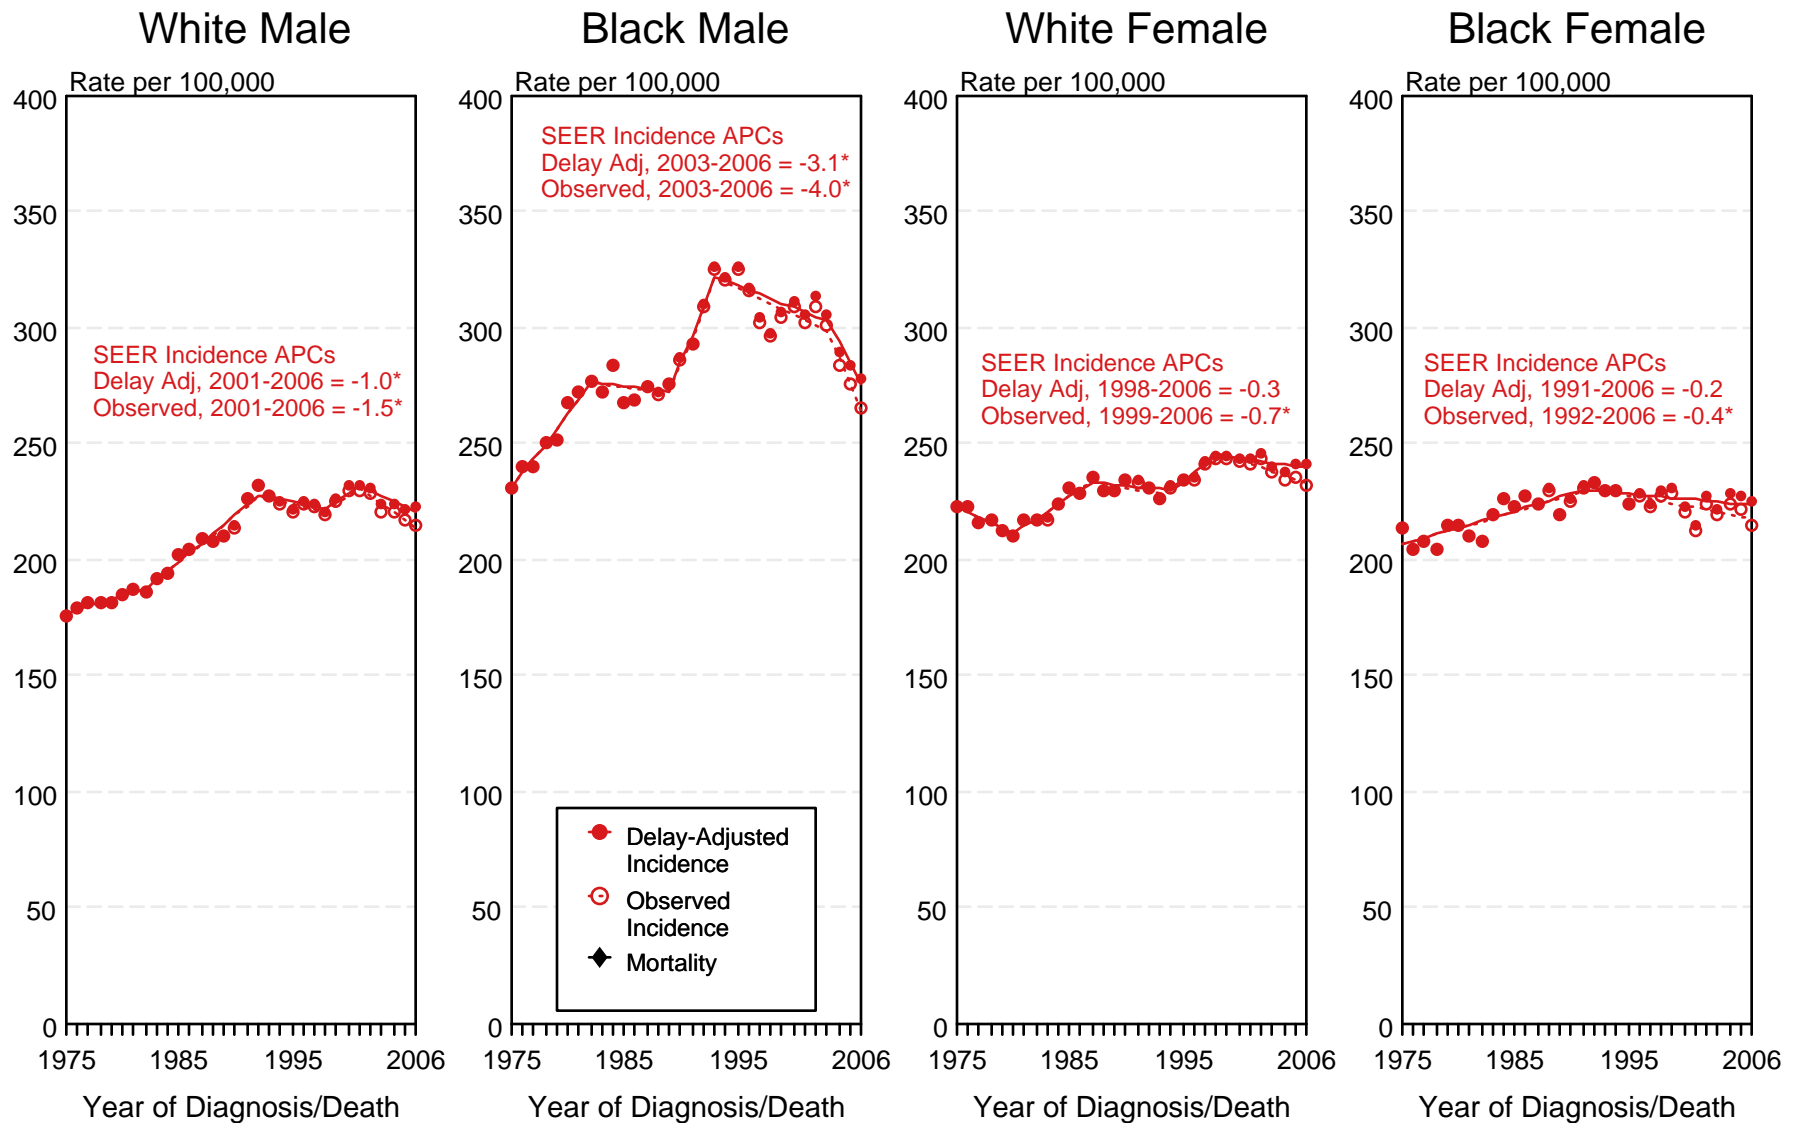 White Male
Rate per 100,000
400
350
300
250
200
150
100
50
0
SEER Incidence APCs
Delay Adj, 2001-2006 = -1.0*
Observed, 2001-2006 = -1.5*
1975 1985 1995 2006
Year of Diagnosis/Death
Black Male
Rate per 100,000
400
350
300
250
200
150
100
50
0
SEER Incidence APCs
Delay Adj, 2003-2006 = -3.1*
Observed, 2003-2006 = -4.0*
Delay-Adjusted
Incidence
Observed
Incidence
Mortality
1975 1985 1995 2006
Year of Diagnosis/Death
White Female
Rate per 100,000
400
350
300
250
200
150
100
50
0
SEER Incidence APCs
Delay Adj, 1998-2006 = -0.3
Observed, 1999-2006 = -0.7*
1975 1985 1995 2006
Year of Diagnosis/Death
Black Female
Rate per 100,000
400
350
300
250
200
150
100
50
0
SEER Incidence APCs
Delay Adj, 1991-2006 = -0.2
Observed, 1992-2006 = -0.4*
1975 1985 1995 2006
Year of Diagnosis/Death